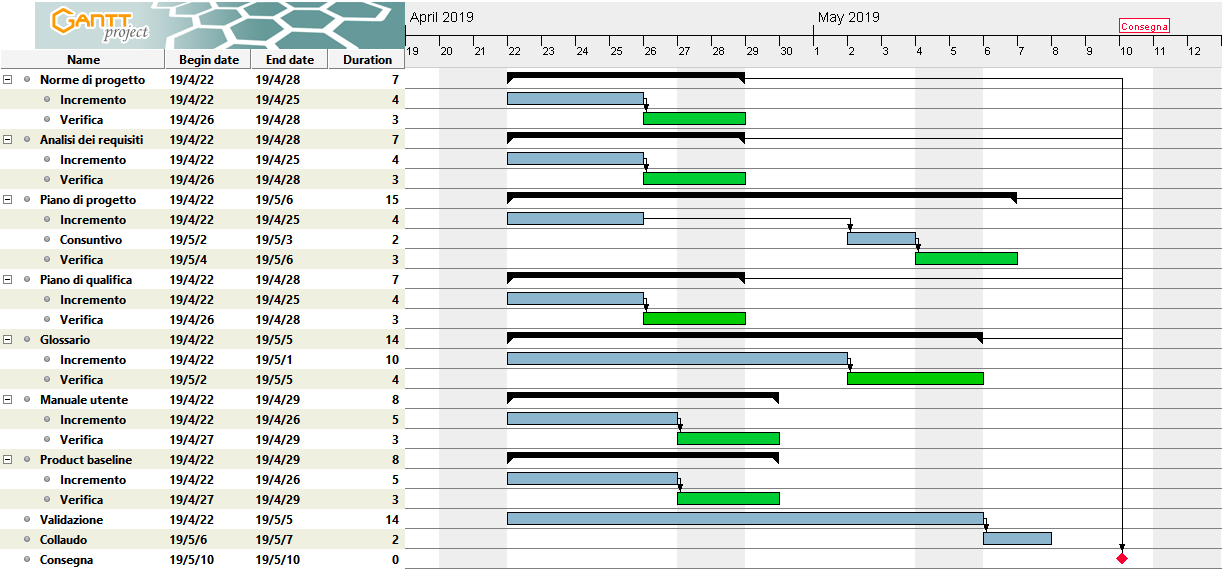 GANTT
project
April 2019
May 2019
Consegna
19 20 21 22 23 24 25 26 27 28 29 30 1 2 3 4 5 6 7 8 9 10 11 12
Name Begin date End date Duration
Norme di progetto 19/4/22 19/4/28 7
Incremento 19/4/22 19/4/25 4
Verifica 19/4/26 19/4/28 3
Analisi dei requisiti 19/4/22 19/4/28 7
Incremento 19/4/22 19/4/25 4
Verifica 19/4/26 19/4/28 3
Piano di progetto 19/4/22 19/5/6 15
Incremento 19/4/22 19/4/25 4
Consuntivo 19/5/2 19/5/3 2
Verifica 19/5/4 19/5/6 3
Piano di qualifica 19/4/22 19/4/28 7
Incremento 19/4/22 19/4/25 4
Verifica 19/4/26 19/4/28 3
Glossario 19/4/22 19/5/5 14
Incremento 19/4/22 19/5/1 10
Verifica 19/5/2 19/5/5 4
Manuale utente 19/4/22 19/4/29 8
Incremento 19/4/22 19/4/26 5
Verifica 19/4/27 19/4/29 3
Product baseline 19/4/22 19/4/29 8
Incremento 19/4/22 19/4/26 5
Verifica 19/4/27 19/4/29 3
Validazione 19/4/22 19/5/5 14
Collaudo 19/5/6 19/5/7 2
Consegna 19/5/10 19/5/10 0